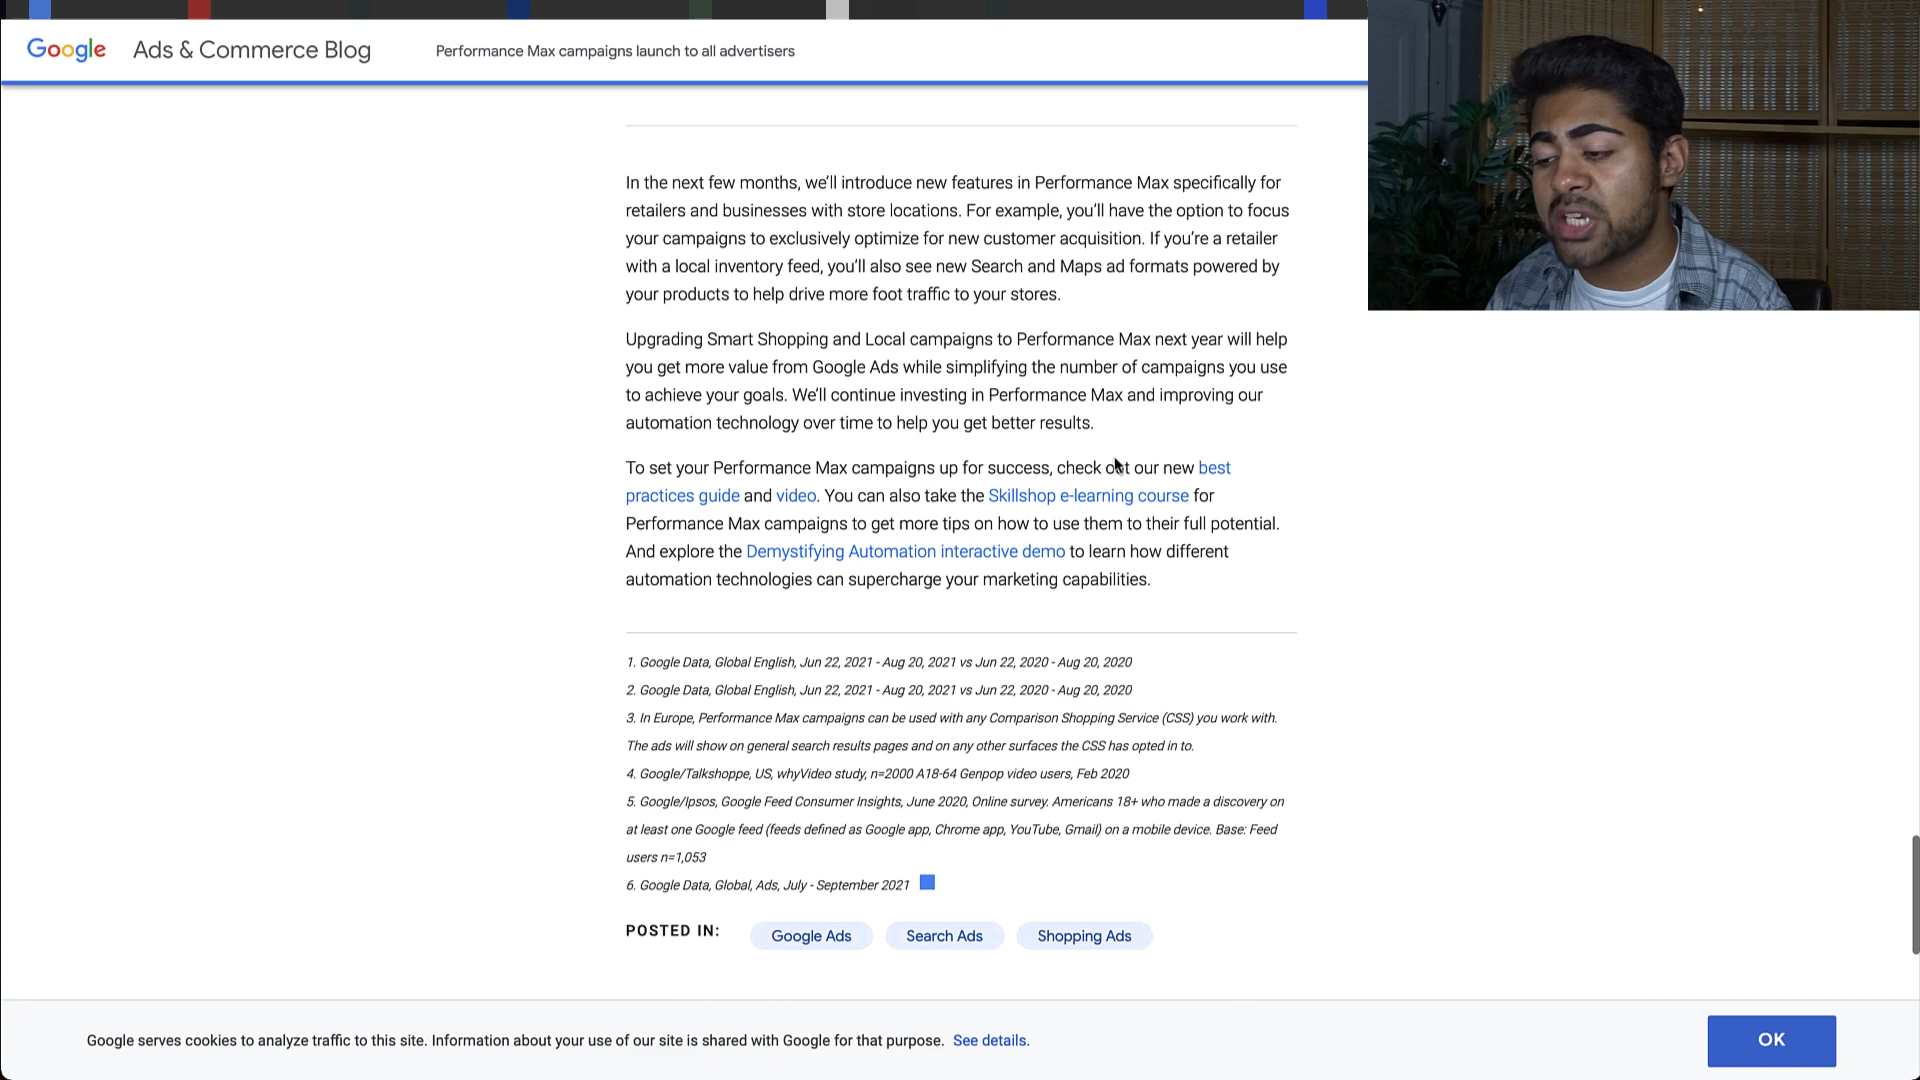 Google Ads & Commerce Blog Performance Max campaigns launch to all advertisers
In the next few months, we’ll introduce new features in Performance Max specifically for
retailers and businesses with store locations. For example, you’ll have the option to focus
your campaigns to exclusively optimize for new customer acquisition. If you’re a retailer
with a local inventory feed, you’ll also see new Search and Maps ad formats powered by
your products to help drive more foot traffic to your stores.
Upgrading Smart Shopping and Local campaigns to Performance Max next year will help
you get more value from Google Ads while simplifying the number of campaigns you use
to achieve your goals. We’ll continue investing in Performance Max and improving our
automation technology over time to help you get better results.
To set your Performance Max campaigns up for success, check out our new best
practices guide and video. You can also take the Skillshop e-learning course for
Performance Max campaigns to get more tips on how to use them to their full potential.
And explore the Demystifying Automation interactive demo to learn how different
automation technologies can supercharge your marketing capabilities.
1. Google Data, Global English, Jun 22, 2021 - Aug 20, 2021 vs Jun 22, 2020 - Aug 20, 2020
2. Google Data, Global English, Jun 22, 2021 - Aug 20, 2021 vs Jun 22, 2020 - Aug 20, 2020
3. In Europe, Performance Max campaigns can be used with any Comparison Shopping Service (CSS) you work with.
The ads will show on general search results pages and on any other surfaces the CSS has opted in to.
4. Google/Talkshoppe, US, whyVideo study, n=2000 A18-64 Genpop video users, Feb 2020
5. Google/Ipsos, Google Feed Consumer Insights, June 2020, Online survey. Americans 18+ who made a discovery on
at least one Google feed (feeds defined as Google app, Chrome app, YouTube, Gmail) on a mobile device. Base: Feed
users n=1,053
6. Google Data, Global, Ads, July - September 2021
POSTED IN: Google Ads Search Ads Shopping Ads
Google serves cookies to analyze traffic to this site. Information about your use of our site is shared with Google for that purpose. See details. OK